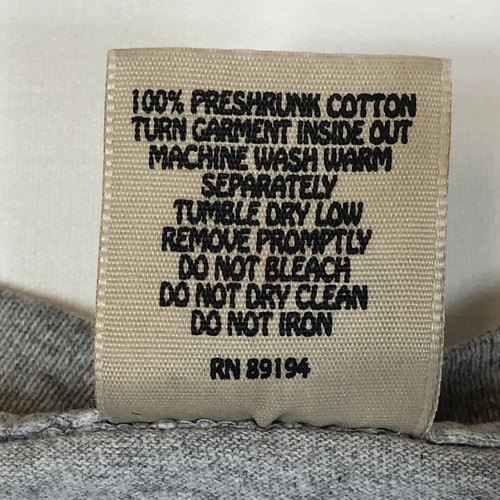 100% PRESHRUNK COTTON
TURN GARMENT INSIDE OUT
MACHINE WASH WARM
SEPARATELY
TUMBLE DRY LOW
REMOVE PROMPTLY
DO NOT BLEACH
DO NOT DRY CLEAN
DO NOT IRON
RN 89194